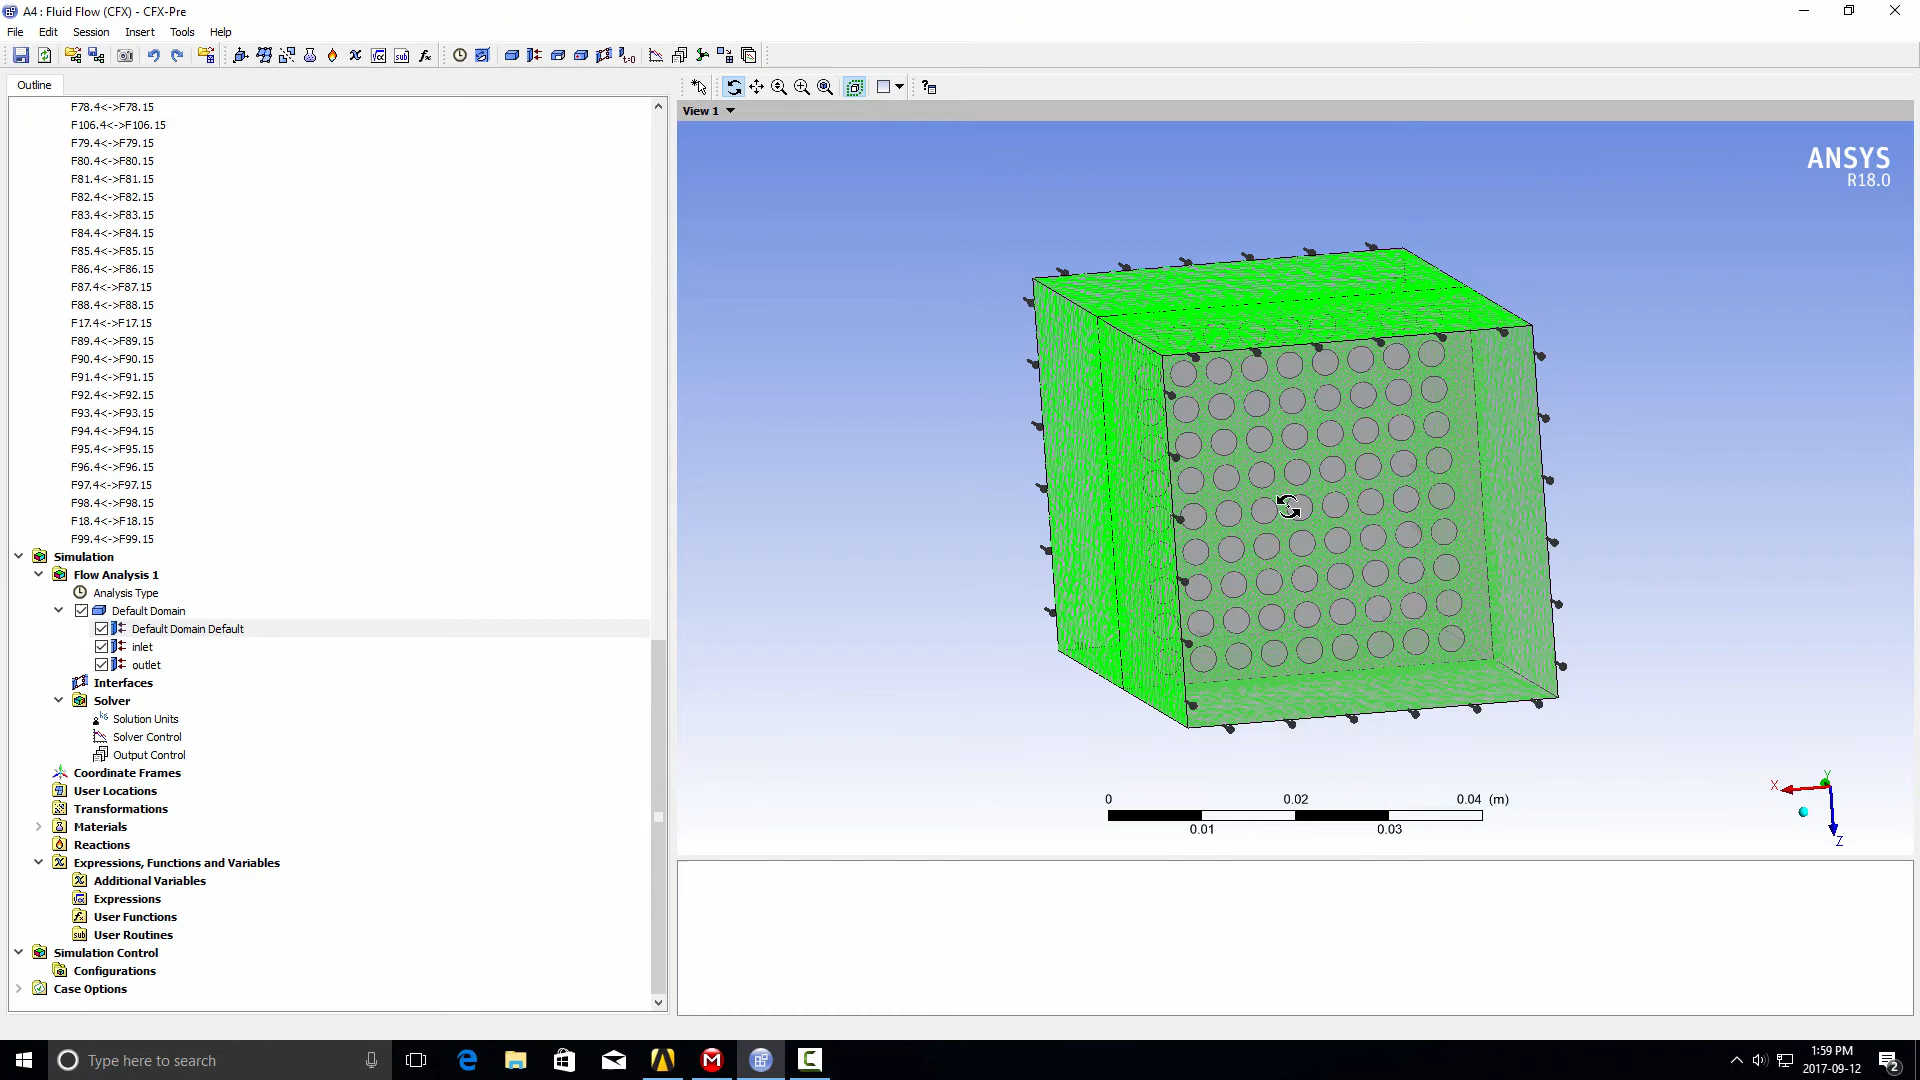 A4 : Fluid Flow (CFX) - CFX-Pre
File Edit Session Insert Tools Help
Outline
F78.4<->F78.15
F106.4<->F106.15
F79.4<->F79.15
F80.4<->F80.15
F81.4<->F81.15
F82.4<->F82.15
F83.4<->F83.15
F84.4<->F84.15
F85.4<->F85.15
F86.4<->F86.15
F87.4<->F87.15
F88.4<->F88.15
F17.4<->F17.15
F89.4<->F89.15
F90.4<->F90.15
F91.4<->F91.15
F92.4<->F92.15
F93.4<->F93.15
F94.4<->F94.15
F95.4<->F95.15
F96.4<->F96.15
F97.4<->F97.15
F98.4<->F98.15
F18.4<->F18.15
F99.4<->F99.15
Simulation
Flow Analysis 1
Analysis Type
Default Domain
Default Domain Default
inlet
outlet
Interfaces
Solver
Solution Units
Solver Control
Output Control
Coordinate Frames
User Locations
Transformations
Materials
Reactions
Expressions, Functions and Variables
Additional Variables
Expressions
User Functions
User Routines
Simulation Control
Configurations
Case Options
View 1
ANSYS
R18.0
0 0.02 0.04 (m)
0.01 0.03
X Y Z
Type here to search
1:59 PM
2017-09-12
2